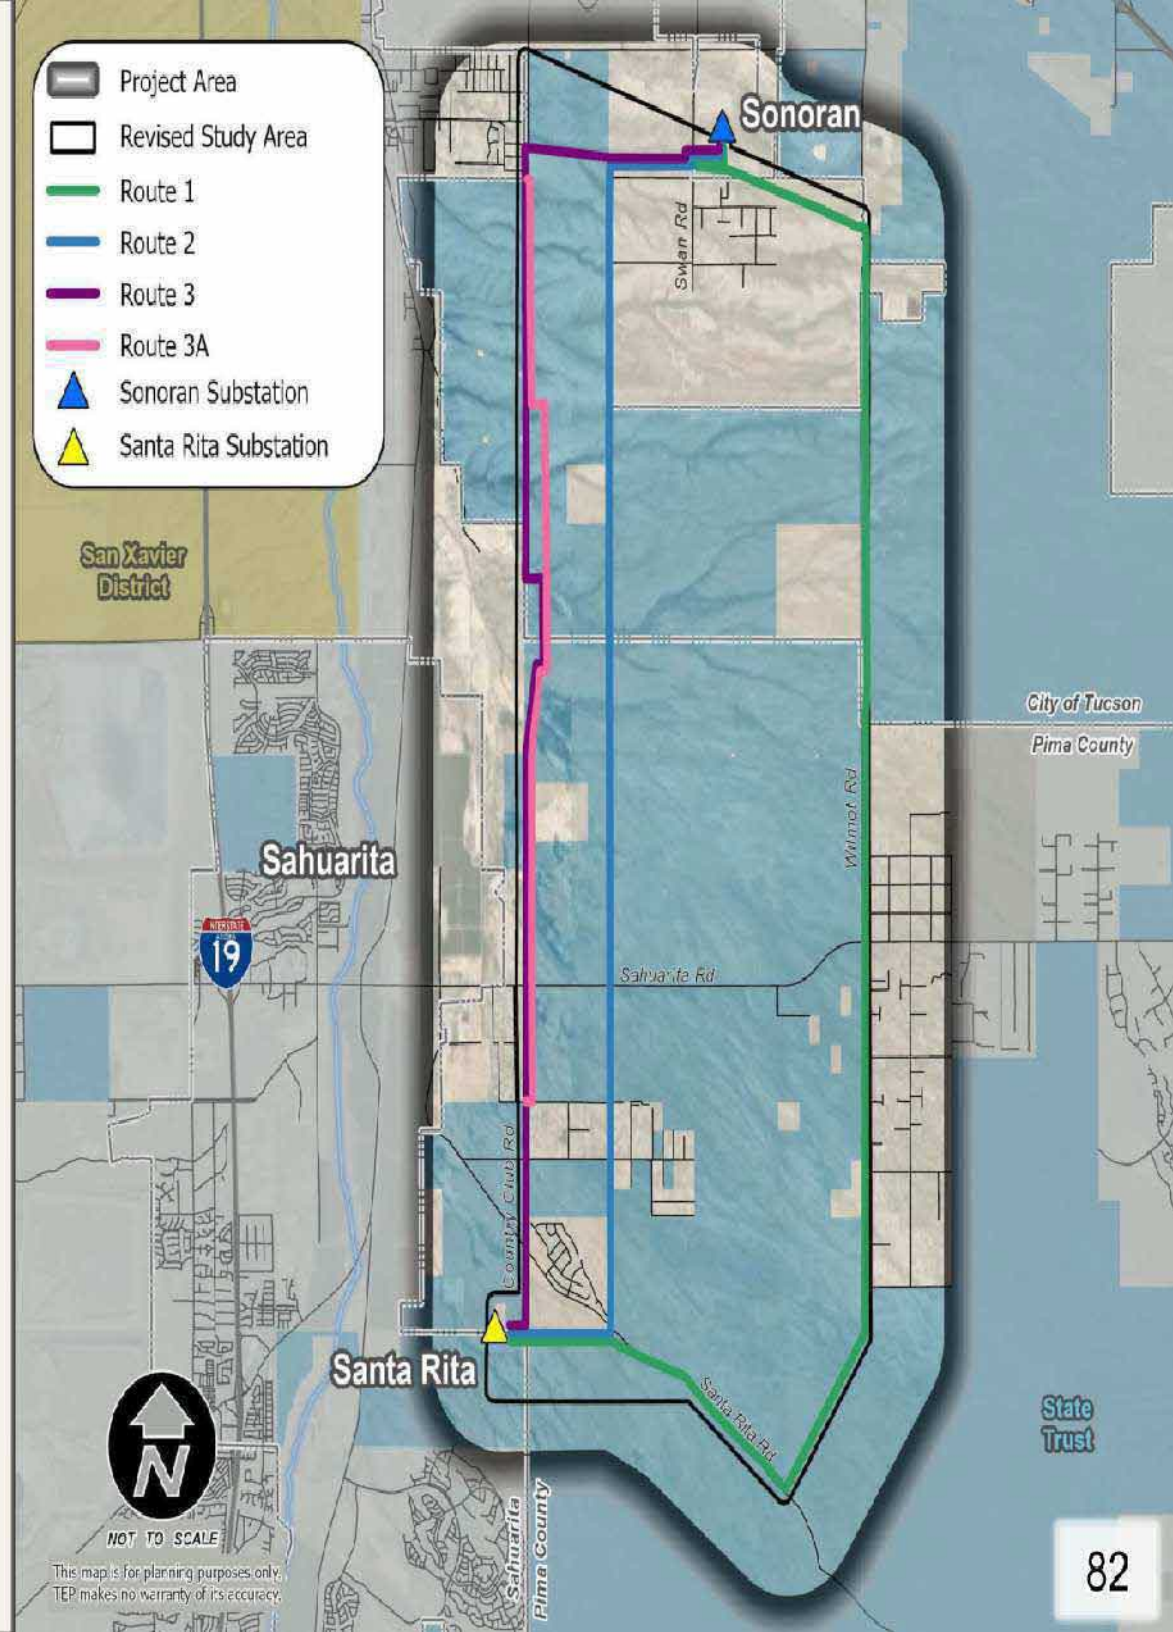 Project Area
Revised Study Area
Route 1
Route 2
Route 3
Route 3A
Sonoran Substation
Santa Rita Substation
Sonoran
Swan Rd
San Xavier
District
City of Tucson
Pima County
Wilmot Rd
Sahuarita
INTERSTATE
ARIZONA
19
Sahuarita Rd
Country Club Rd
Santa Rita
Santa Rita Rd
State
Trust
N
NOT TO SCALE
This map is for planning purposes only.
TEP makes no warranty of its accuracy.
Sahuarita
Pima County
82